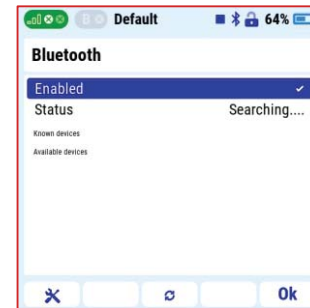 B Default 64%
Bluetooth
Enabled
Status Searching....
Known devices
Available devices
Ok